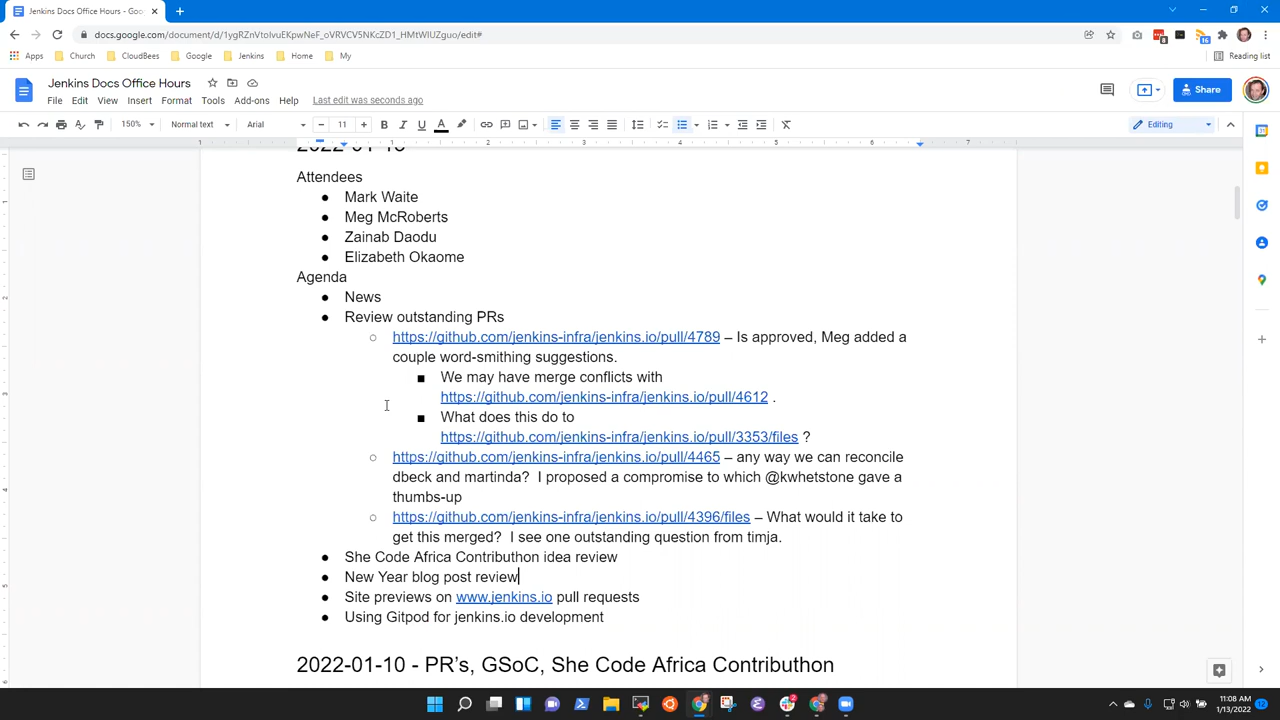 Jenkins Docs Office Hours - Goo
docs.google.com/document/d/1ygRZnVtoIvuEKpwNeF_oVRVCV5NKcZD1_HMtWIUZguo/edit#
Apps Church CloudBees Google Jenkins Home My Reading list
Jenkins Docs Office Hours
File Edit View Insert Format Tools Add-ons Help Last edit was seconds ago
Share
150% Normal text Arial 11 Editing
1 1 2 3 4 5 6 7
Attendees
● Mark Waite
● Meg McRoberts
● Zainab Daodu
● Elizabeth Okaome
Agenda
● News
● Review outstanding PRs
○ https://github.com/jenkins-infra/jenkins.io/pull/4789 – Is approved, Meg added a
couple word-smithing suggestions.
■ We may have merge conflicts with
https://github.com/jenkins-infra/jenkins.io/pull/4612 .
■ What does this do to
https://github.com/jenkins-infra/jenkins.io/pull/3353/files ?
○ https://github.com/jenkins-infra/jenkins.io/pull/4465 – any way we can reconcile
dbeck and martinda? I proposed a compromise to which @kwhetstone gave a
thumbs-up
○ https://github.com/jenkins-infra/jenkins.io/pull/4396/files – What would it take to
get this merged? I see one outstanding question from timja.
● She Code Africa Contributhon idea review
● New Year blog post review
● Site previews on www.jenkins.io pull requests
● Using Gitpod for jenkins.io development
2022-01-10 - PR's, GSoC, She Code Africa Contributhon
11:08 AM
1/13/2022